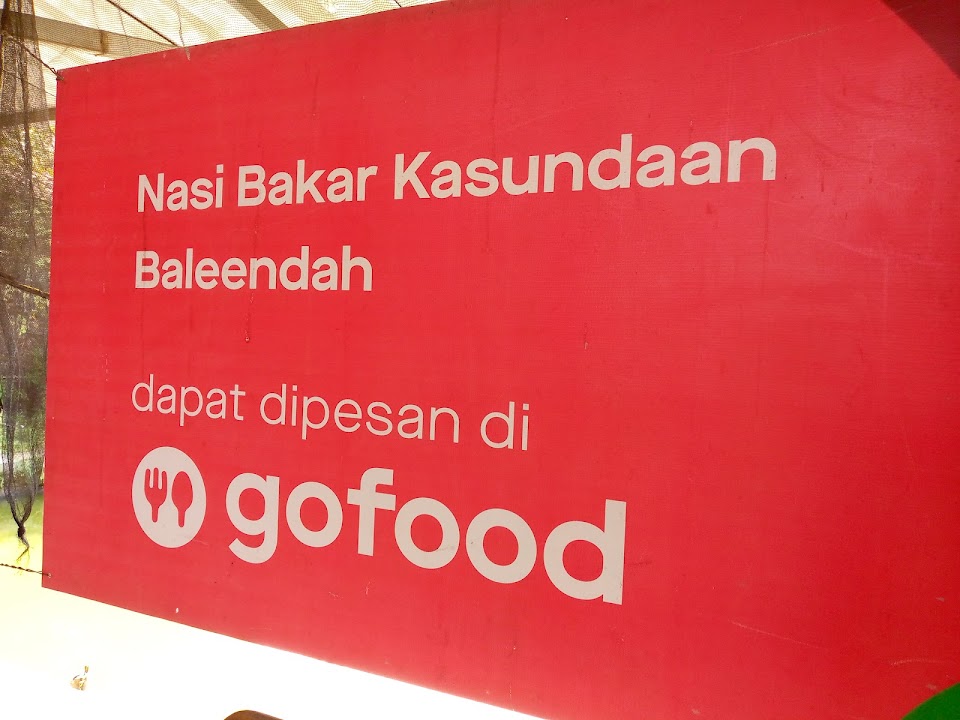 Nasi Bakar Kasundaan
Baleendah
dapat dipesan di
gofood